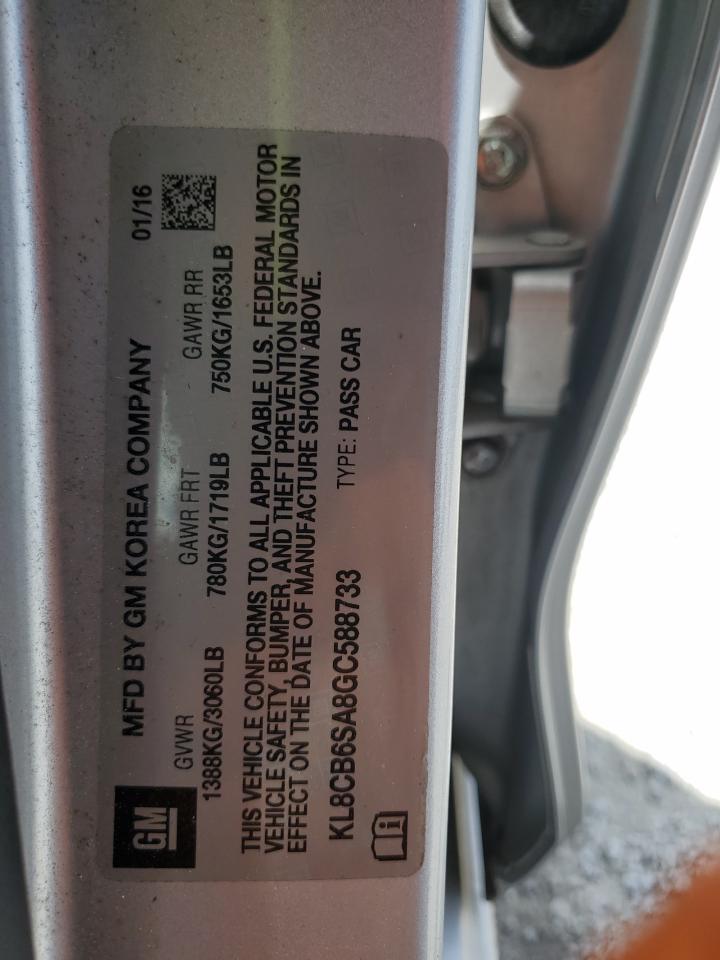 MFD BY GM KOREA COMPANY 01/16
GM
GVWR GAWR FRT GAWR RR
1388KG/3060LB 780KG/1719LB 750KG/1653LB
THIS VEHICLE CONFORMS TO ALL APPLICABLE U.S. FEDERAL MOTOR
VEHICLE SAFETY, BUMPER, AND THEFT PREVENTION STANDARDS IN
EFFECT ON THE DATE OF MANUFACTURE SHOWN ABOVE.
KL8CB6SA8GC588733 TYPE: PASS CAR